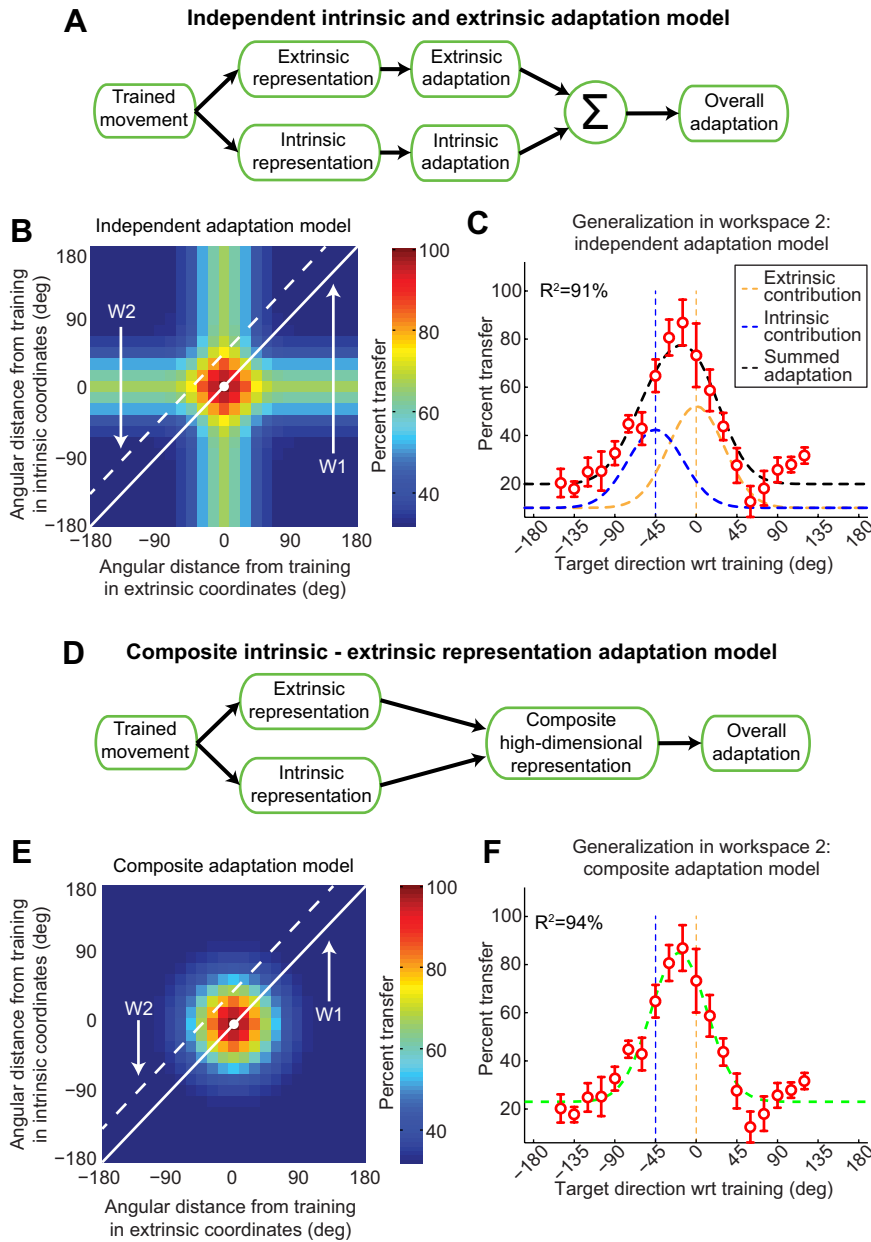 A
Independent intrinsic and extrinsic adaptation model
Trained
movement
Extrinsic
representation
Extrinsic
adaptation
Intrinsic
representation
Intrinsic
adaptation
Σ
Overall
adaptation
B
Independent adaptation model
Angular distance from training
in intrinsic coordinates (deg)
180
90
0
−90
−180
W2
W1
−180
−90
0
90
180
Angular distance from training
in extrinsic coordinates (deg)
Percent transfer
100
80
60
40
C
Generalization in workspace 2:
independent adaptation model
R²=91%
Extrinsic
contribution
Intrinsic
contribution
Summed
adaptation
Percent transfer
100
80
60
40
20
−180
−135
−90
−45
0
45
90
135
180
Target direction wrt training (deg)
D
Composite intrinsic - extrinsic representation adaptation model
Trained
movement
Extrinsic
representation
Intrinsic
representation
Composite
high-dimensional
representation
Overall
adaptation
E
Composite adaptation model
Angular distance from training
in intrinsic coordinates (deg)
180
90
0
−90
−180
W2
W1
−180
−90
0
90
180
Angular distance from training
in extrinsic coordinates (deg)
Percent transfer
100
80
60
40
F
Generalization in workspace 2:
composite adaptation model
R²=94%
Percent transfer
100
80
60
40
20
−180
−135
−90
−45
0
45
90
135
180
Target direction wrt training (deg)